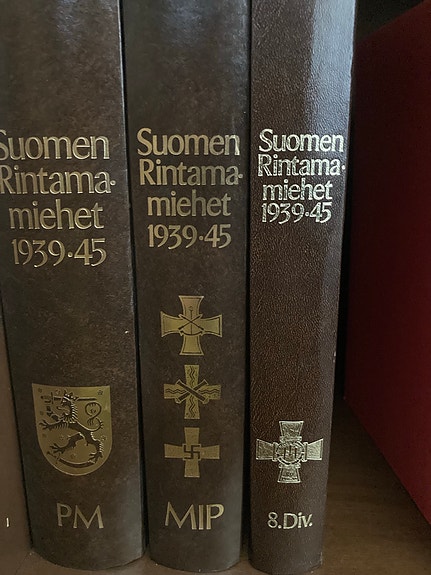 Suomen
Rintama-
miehet
1939·45
PM
Suomen
Rintama-
miehet
1939·45
MIP
Suomen
Rintama-
miehet
1939·45
8.Div.